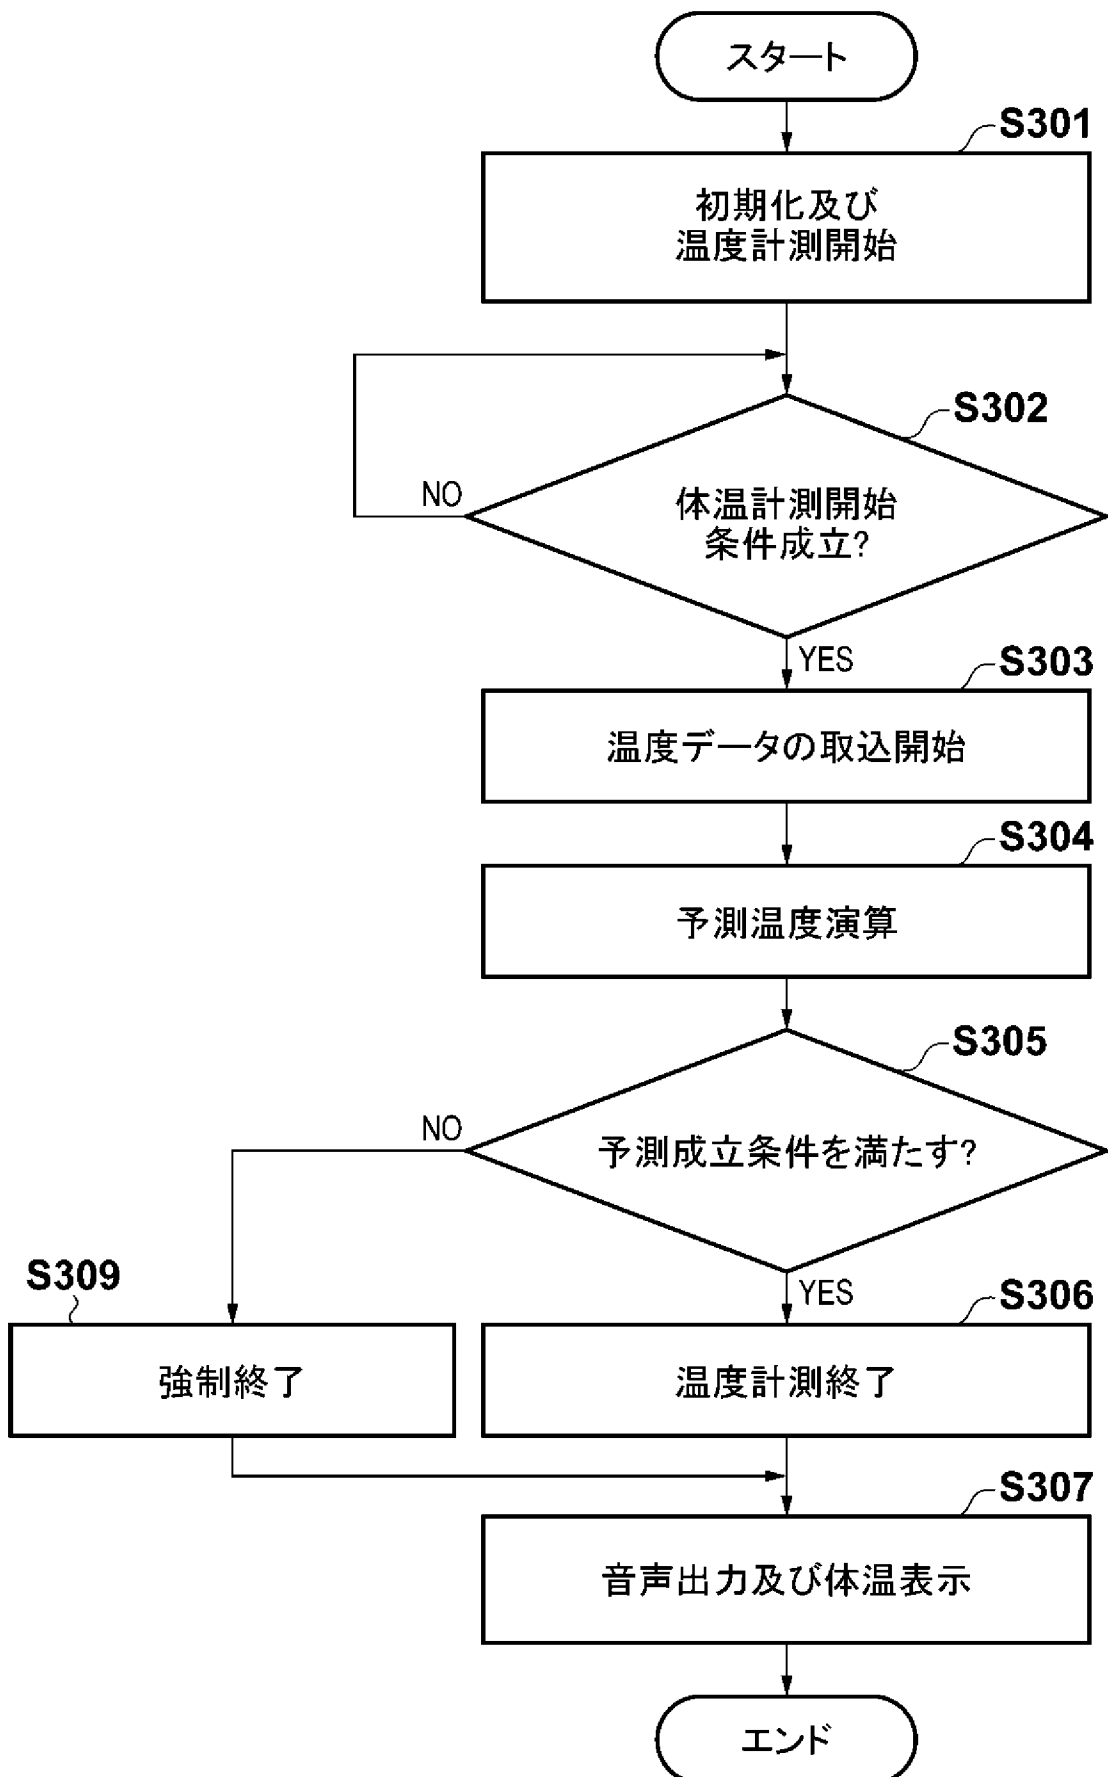 スタート
S301
初期化及び
温度計測開始
S302
NO
体温計測開始
条件成立?
YES
S303
温度データの取込開始
S304
予測温度演算
S305
NO
予測成立条件を満たす?
YES
S309
強制終了
S306
温度計測終了
S307
音声出力及び体温表示
エンド